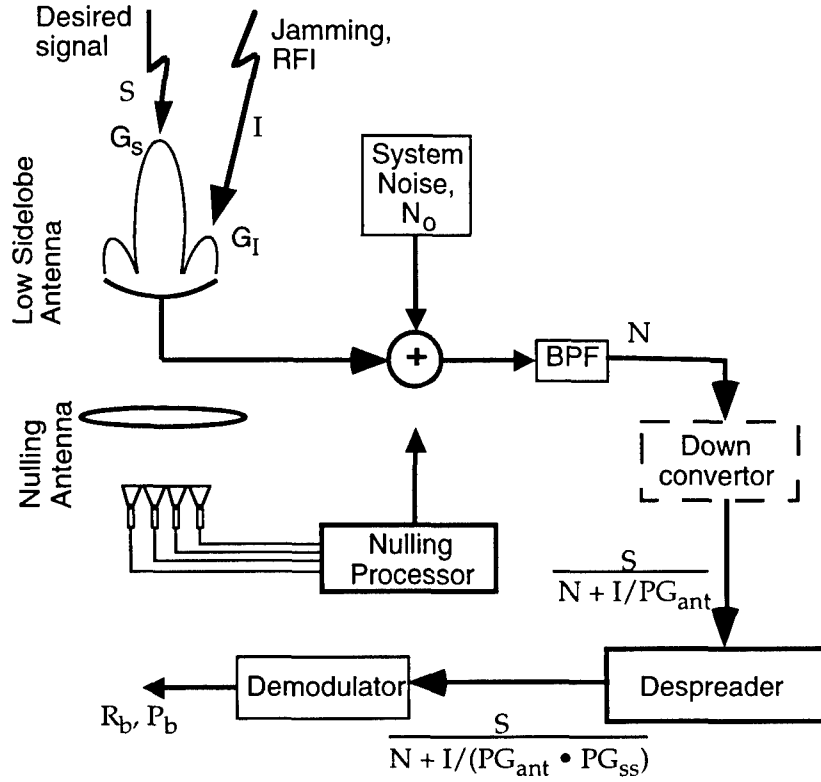 Desired
signal
Jamming,
RFI
S
I
G_s
G_I
Low Sidelobe
Antenna
System
Noise,
N_o
+
BPF
N
Nulling
Antenna
Down
convertor
Nulling
Processor
S
N + I/PG_ant
Demodulator
Despreader
R_b, P_b
S
N + I/(PG_ant • PG_ss)